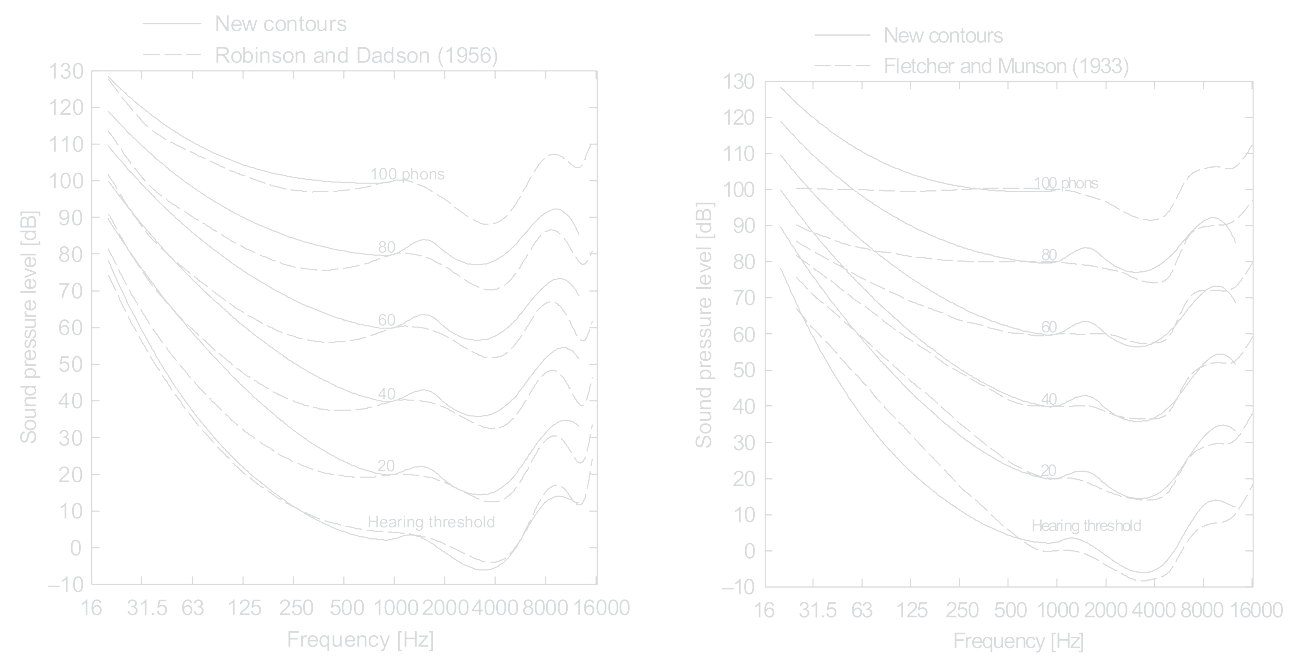 New contours
Robinson and Dadson (1956)
130
120
110
100
90
80
70
60
50
40
30
20
10
0
–10
Sound pressure level [dB]
100 phons
80
60
40
20
Hearing threshold
16 31.5 63 125 250 500 1000 2000 4000 8000 16000
Frequency [Hz]
New contours
Fletcher and Munson (1933)
130
120
110
100
90
80
70
60
50
40
30
20
10
0
–10
Sound pressure level [dB]
100 phons
80
60
40
20
Hearing threshold
16 31.5 63 125 250 500 1000 2000 4000 8000 16000
Frequency [Hz]